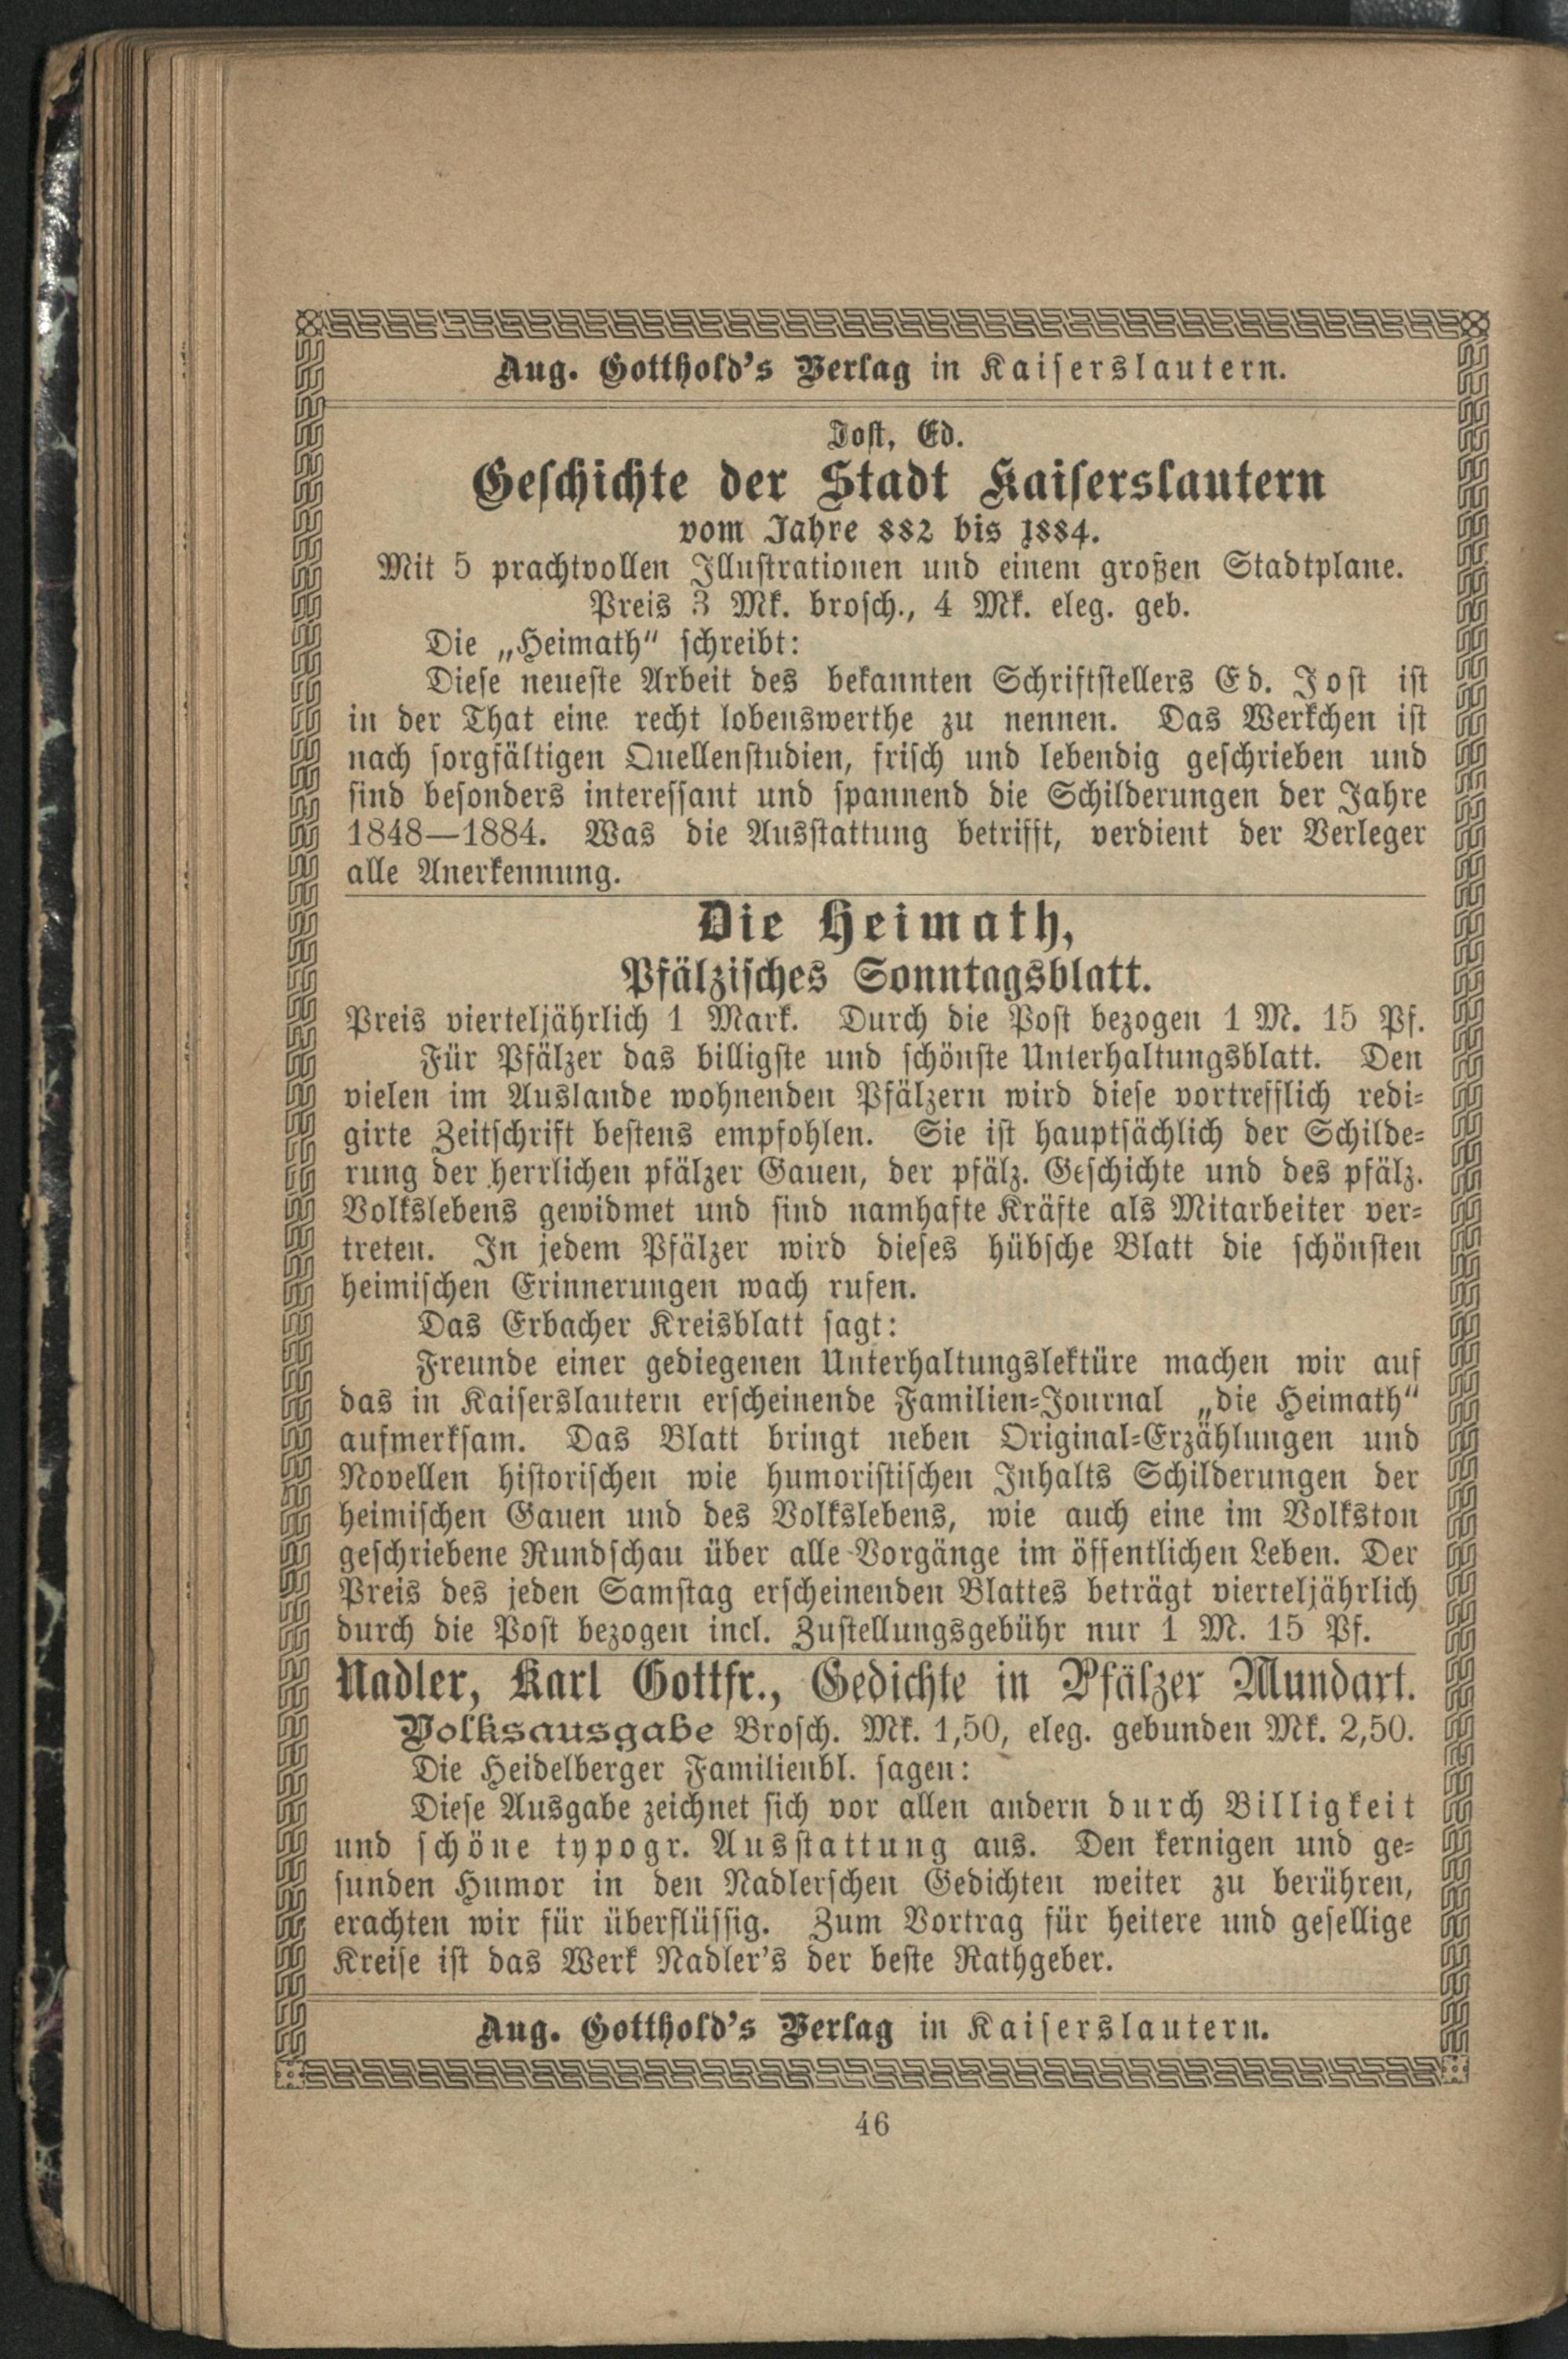 Aug. Gotthold's Verlag in Kaiserslautern.
Jost, Ed.
Geschichte der Stadt Kaiserslautern
vom Jahre 882 bis 1884.
Mit 5 prachtvollen Illustrationen und einem großen Stadtplane.
Preis 3 Mk. brosch., 4 Mk. eleg. geb.
Die „Heimath“ schreibt:
Diese neueste Arbeit des bekannten Schriftstellers Ed. Jost ist
in der That eine recht lobenswerthe zu nennen. Das Werkchen ist
nach sorgfältigen Quellenstudien, frisch und lebendig geschrieben und
sind besonders interessant und spannend die Schilderungen der Jahre
1848—1884. Was die Ausstattung betrifft, verdient der Verleger
alle Anerkennung.
Die Heimath,
Pfälzisches Sonntagsblatt.
Preis vierteljährlich 1 Mark. Durch die Post bezogen 1 M. 15 Pf.
Für Pfälzer das billigste und schönste Unterhaltungsblatt. Den
vielen im Auslande wohnenden Pfälzern wird diese vortrefflich redi-
girte Zeitschrift bestens empfohlen. Sie ist hauptsächlich der Schilde-
rung der herrlichen pfälzer Gauen, der pfälz. Geschichte und des pfälz.
Volkslebens gewidmet und sind namhafte Kräfte als Mitarbeiter ver-
treten. In jedem Pfälzer wird dieses hübsche Blatt die schönsten
heimischen Erinnerungen wach rufen.
Das Erbacher Kreisblatt sagt:
Freunde einer gediegenen Unterhaltungslektüre machen wir auf
das in Kaiserslautern erscheinende Familien-Journal „die Heimath“
aufmerksam. Das Blatt bringt neben Original-Erzählungen und
Novellen historischen wie humoristischen Inhalts Schilderungen der
heimischen Gauen und des Volkslebens, wie auch eine im Volkston
geschriebene Rundschau über alle Vorgänge im öffentlichen Leben. Der
Preis des jeden Samstag erscheinenden Blattes beträgt vierteljährlich
durch die Post bezogen incl. Zustellungsgebühr nur 1 M. 15 Pf.
Nadler, Karl Gottfr., Gedichte in Pfälzer Mundart.
Volksausgabe Brosch. Mk. 1,50, eleg. gebunden Mk. 2,50.
Die Heidelberger Familienbl. sagen:
Diese Ausgabe zeichnet sich vor allen andern durch Billigkeit
und schöne typogr. Ausstattung aus. Den kernigen und ge-
sunden Humor in den Nadlerschen Gedichten weiter zu berühren,
erachten wir für überflüssig. Zum Vortrag für heitere und gesellige
Kreise ist das Werk Nadler's der beste Rathgeber.
Aug. Gotthold's Verlag in Kaiserslautern.
46